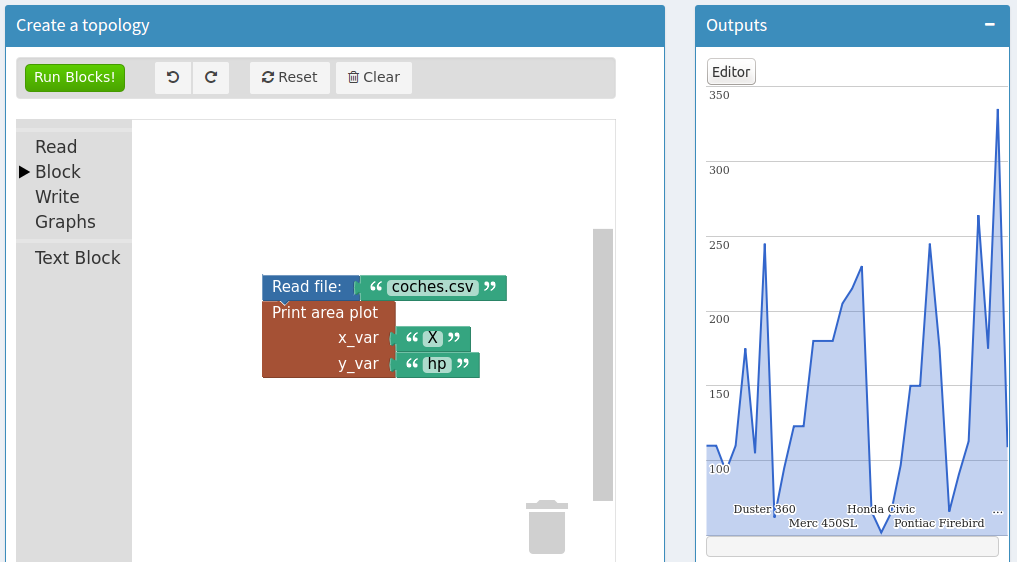 Create a topology
Run Blocks!
Reset
Clear
Read
Block
Write
Graphs
Text Block
Read file: “ coches.csv ”
Print area plot
x_var “ X ”
y_var “ hp ”
Outputs
Editor
350
300
250
200
150
100
Duster 360
Honda Civic
...
Merc 450SL
Pontiac Firebird